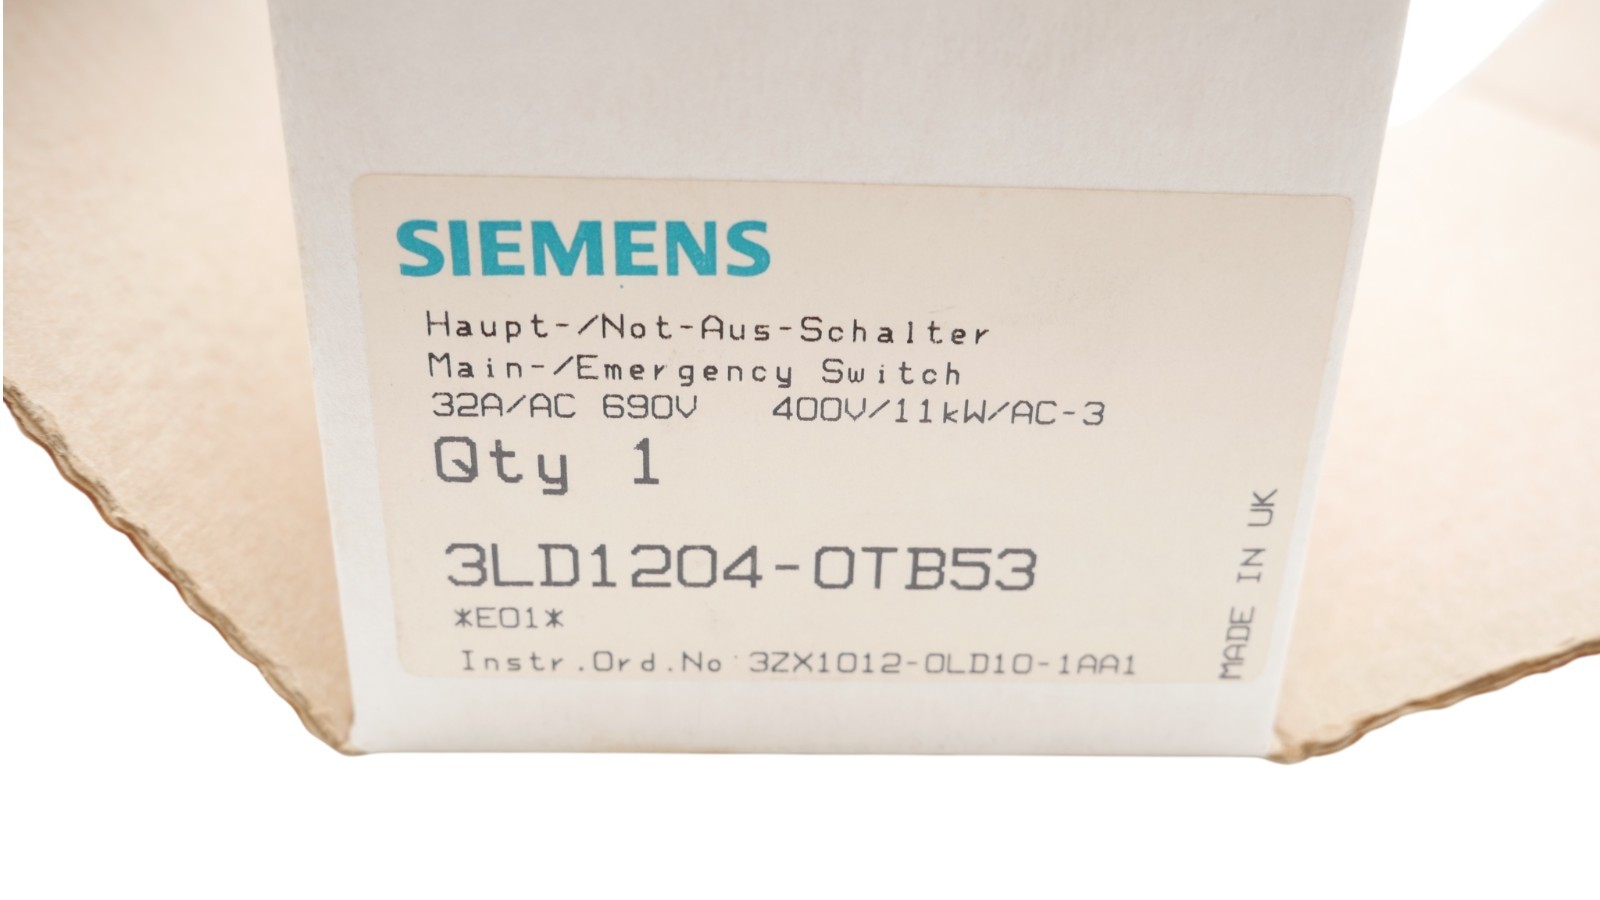 SIEMENS
Haupt-/Not-Aus-Schalter
Main-/Emergency Switch
32A/AC 690V 400V/11kW/AC-3
Qty 1
3LD1204-0TB53
*E01*
Instr.Ord.No 3ZX1012-0LD10-1AA1
MADE IN UK